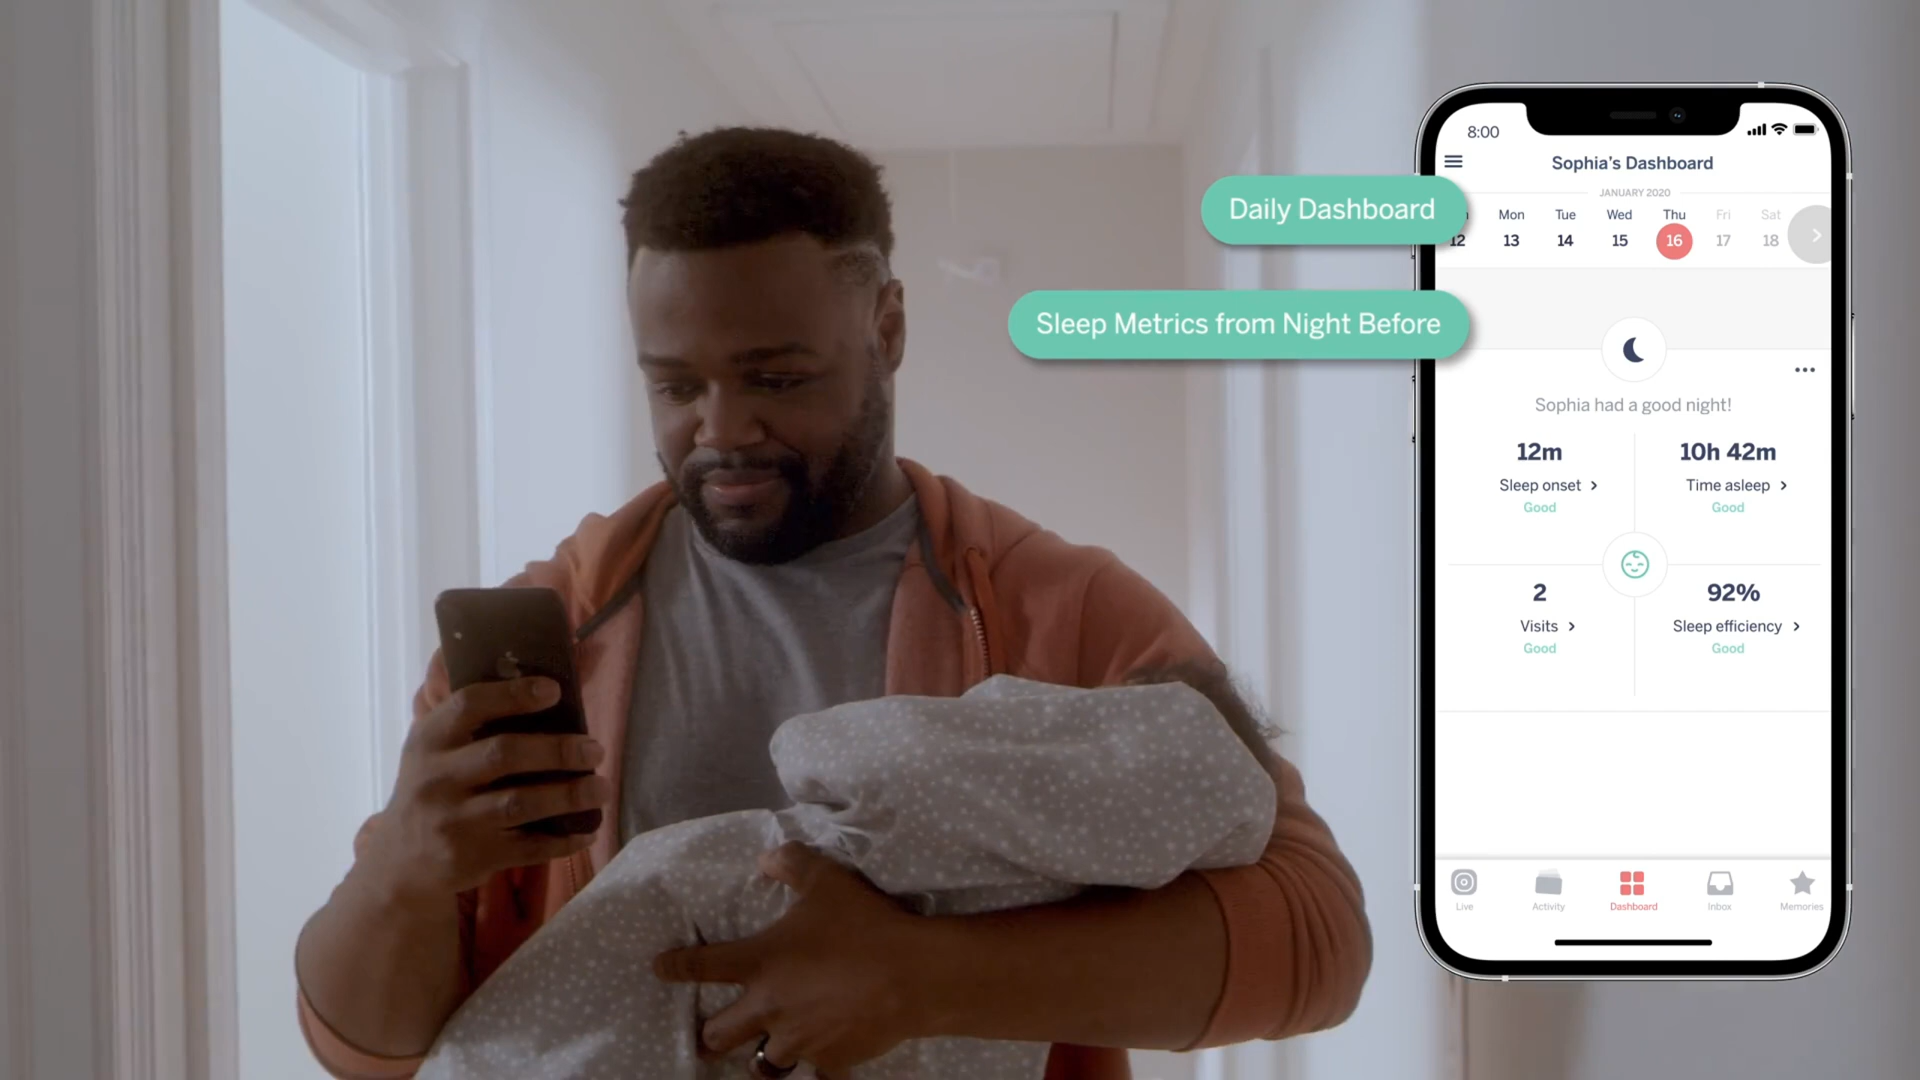 8:00
Sophia's Dashboard
JANUARY 2020
Daily Dashboard
Mon Tue Wed Thu Fri Sat
12 13 14 15 16 17 18
Sleep Metrics from Night Before
Sophia had a good night!
12m 10h 42m
Sleep onset Time asleep
Good Good
2 92%
Visits Sleep efficiency
Good Good
Live Activity Dashboard Inbox Memories